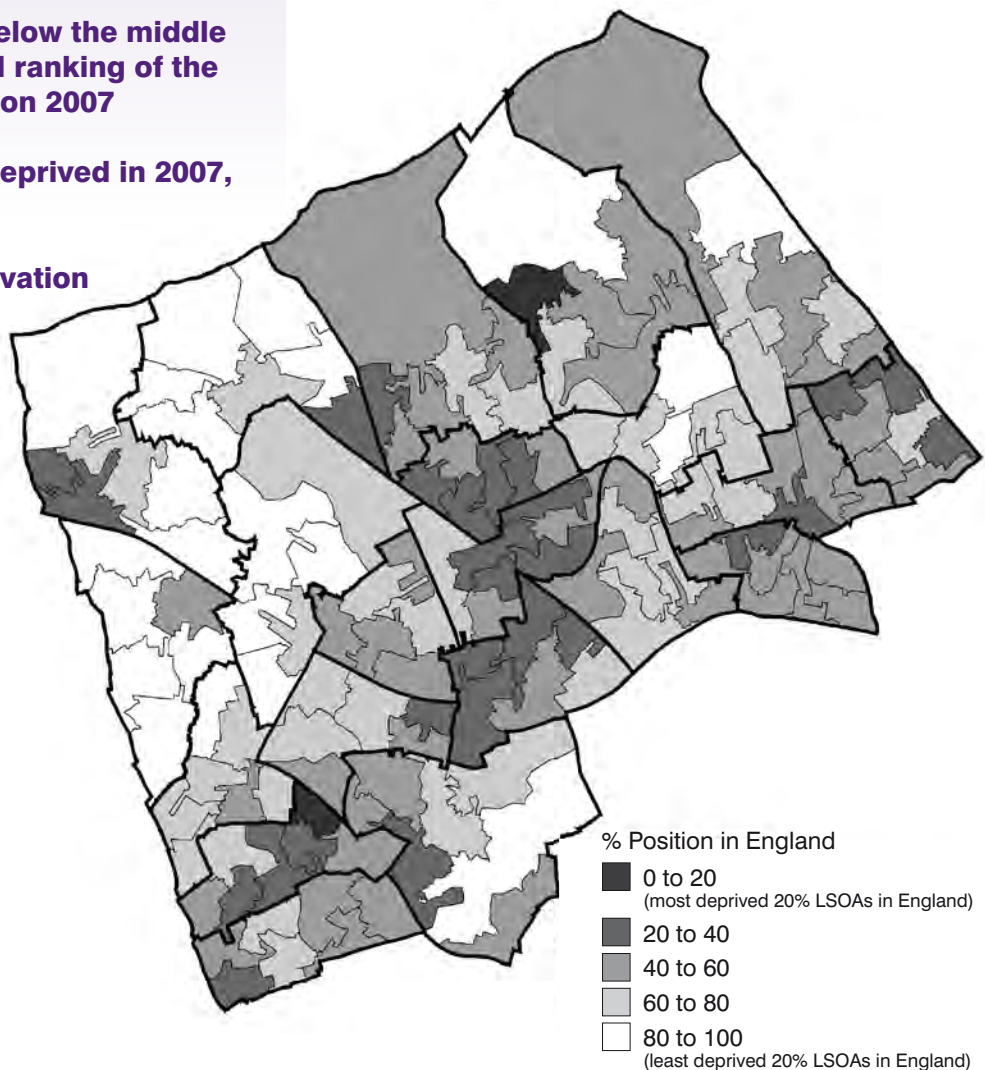 elow the middle
ranking of the
on 2007
eprived in 2007,
vation
% Position in England
0 to 20
(most deprived 20% LSOAs in England)
20 to 40
40 to 60
60 to 80
80 to 100
(least deprived 20% LSOAs in England)